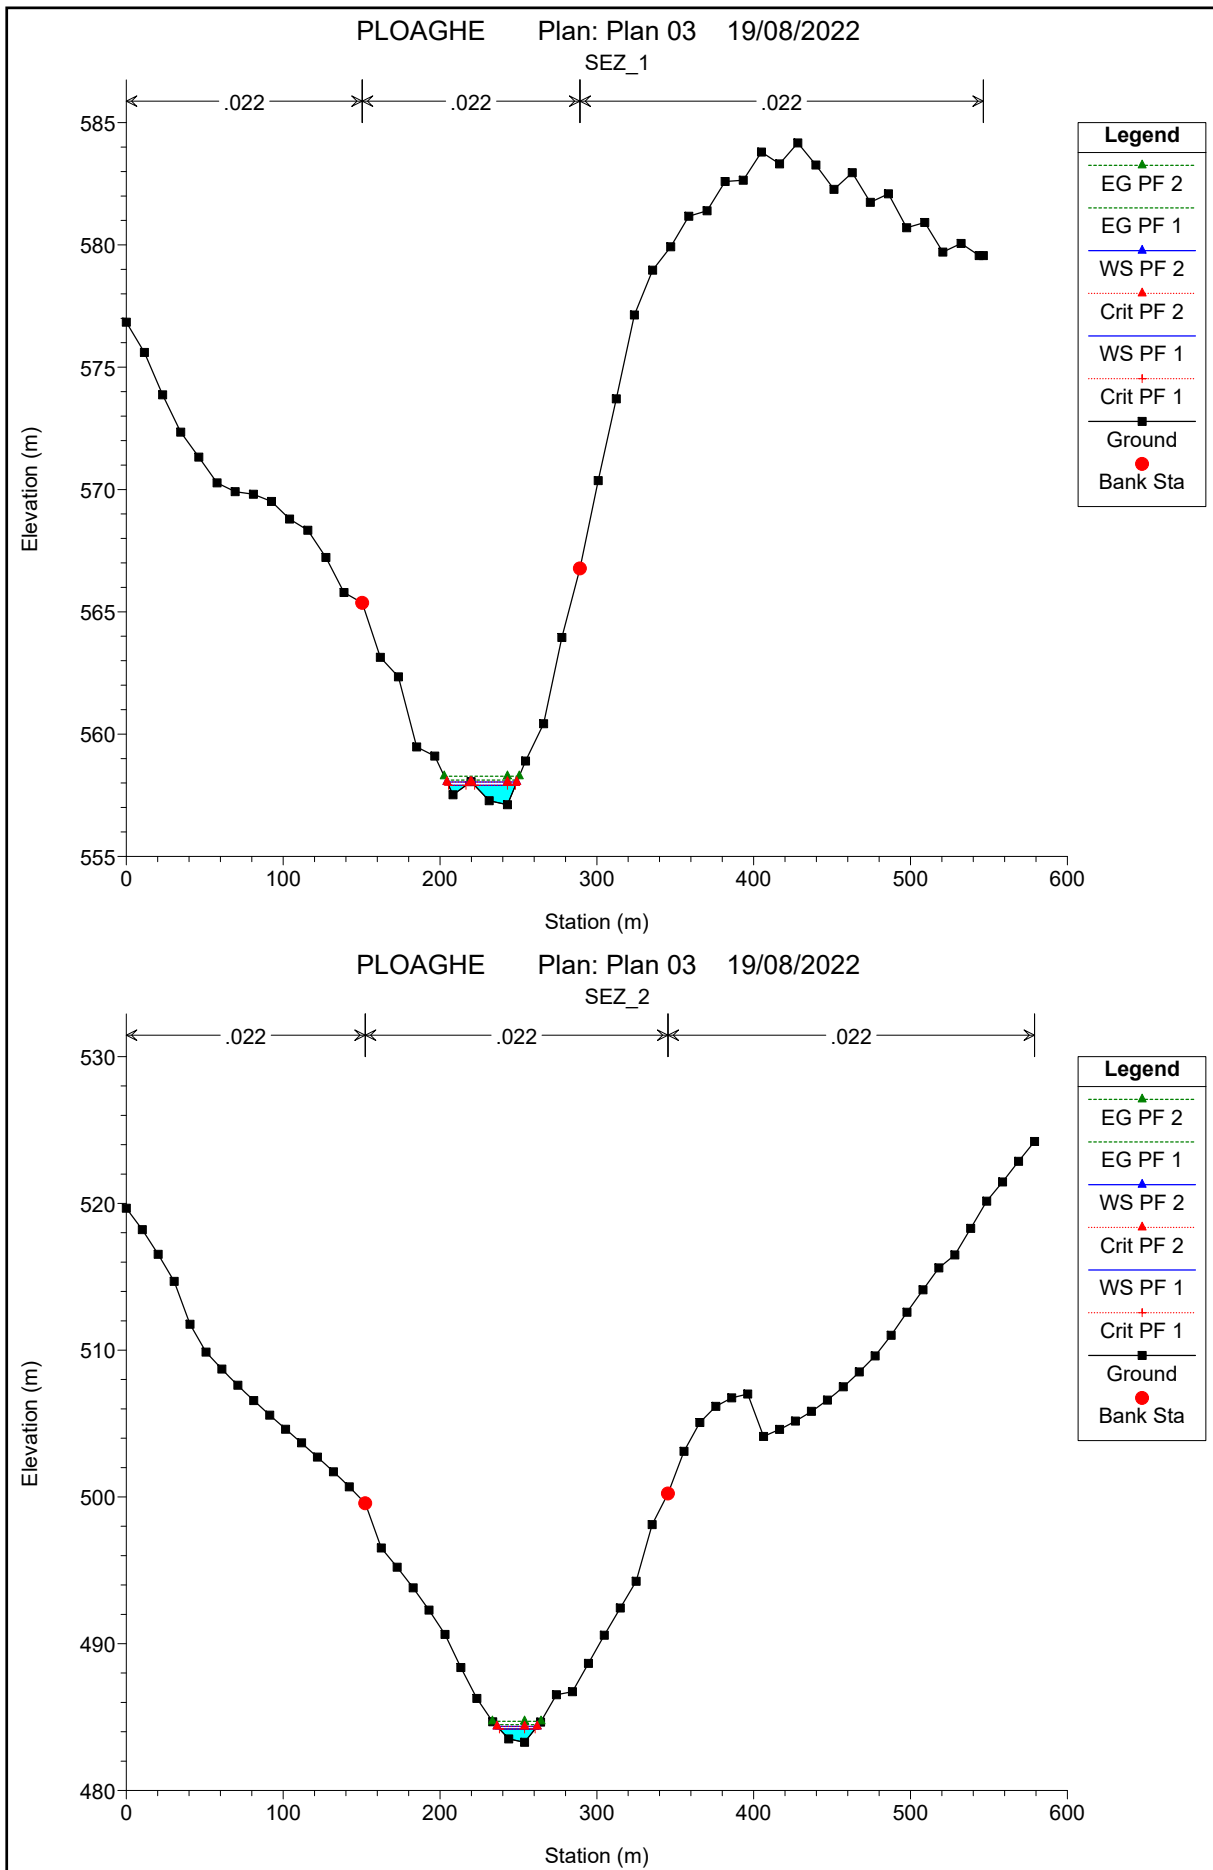 PLOAGHE Plan: Plan 03 19/08/2022
SEZ_1
.022 .022 .022
585
580
575
570
565
560
555
Elevation (m)
0 100 200 300 400 500 600
Station (m)
Legend
EG PF 2
EG PF 1
WS PF 2
Crit PF 2
WS PF 1
Crit PF 1
Ground
Bank Sta
PLOAGHE Plan: Plan 03 19/08/2022
SEZ_2
.022 .022 .022
530
520
510
500
490
480
Elevation (m)
0 100 200 300 400 500 600
Station (m)
Legend
EG PF 2
EG PF 1
WS PF 2
Crit PF 2
WS PF 1
Crit PF 1
Ground
Bank Sta